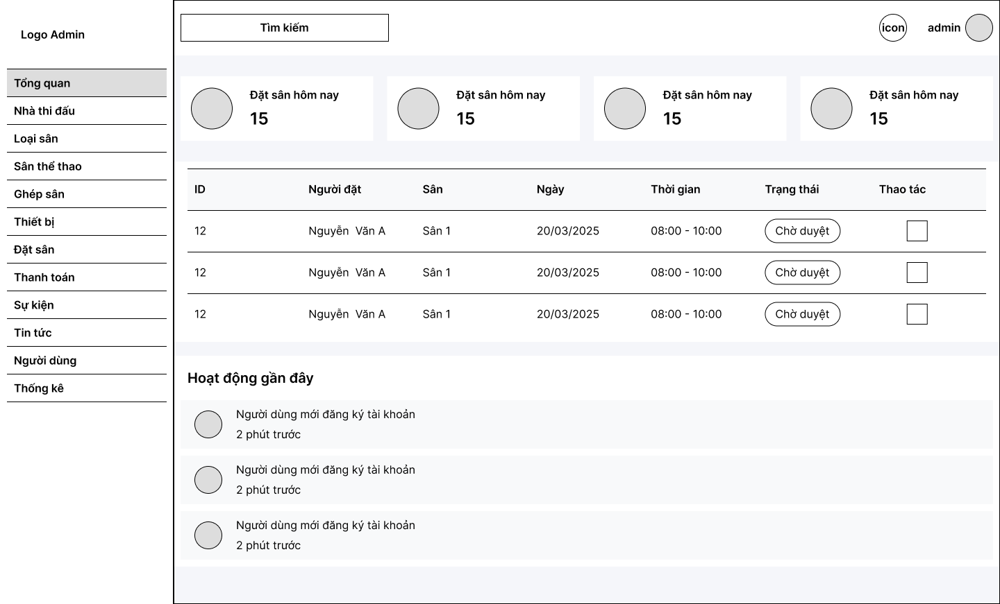 Logo Admin
Tổng quan
Nhà thi đấu
Loại sân
Sân thể thao
Ghép sân
Thiết bị
Đặt sân
Thanh toán
Sự kiện
Tin tức
Người dùng
Thống kê
Tìm kiếm
icon
admin
Đặt sân hôm nay
15
Đặt sân hôm nay
15
Đặt sân hôm nay
15
Đặt sân hôm nay
15
ID Người đặt Sân Ngày Thời gian Trạng thái Thao tác
12 Nguyễn Văn A Sân 1 20/03/2025 08:00 - 10:00 Chờ duyệt
12 Nguyễn Văn A Sân 1 20/03/2025 08:00 - 10:00 Chờ duyệt
12 Nguyễn Văn A Sân 1 20/03/2025 08:00 - 10:00 Chờ duyệt
Hoạt động gần đây
Người dùng mới đăng ký tài khoản
2 phút trước
Người dùng mới đăng ký tài khoản
2 phút trước
Người dùng mới đăng ký tài khoản
2 phút trước